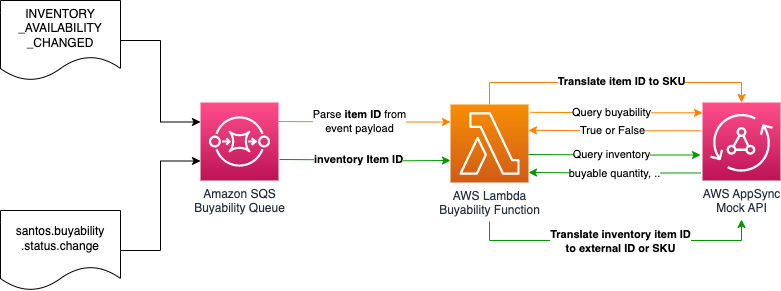 INVENTORY
_AVAILABILITY
_CHANGED
Translate item ID to SKU
Parse item ID from
event payload
Query buyability
True or False
inventory Item ID
Query inventory
buyable quantity, ..
Amazon SQS
Buyability Queue
AWS Lambda
Buyability Function
AWS AppSync
Mock API
santos.buyability
.status.change
Translate inventory item ID
to external ID or SKU